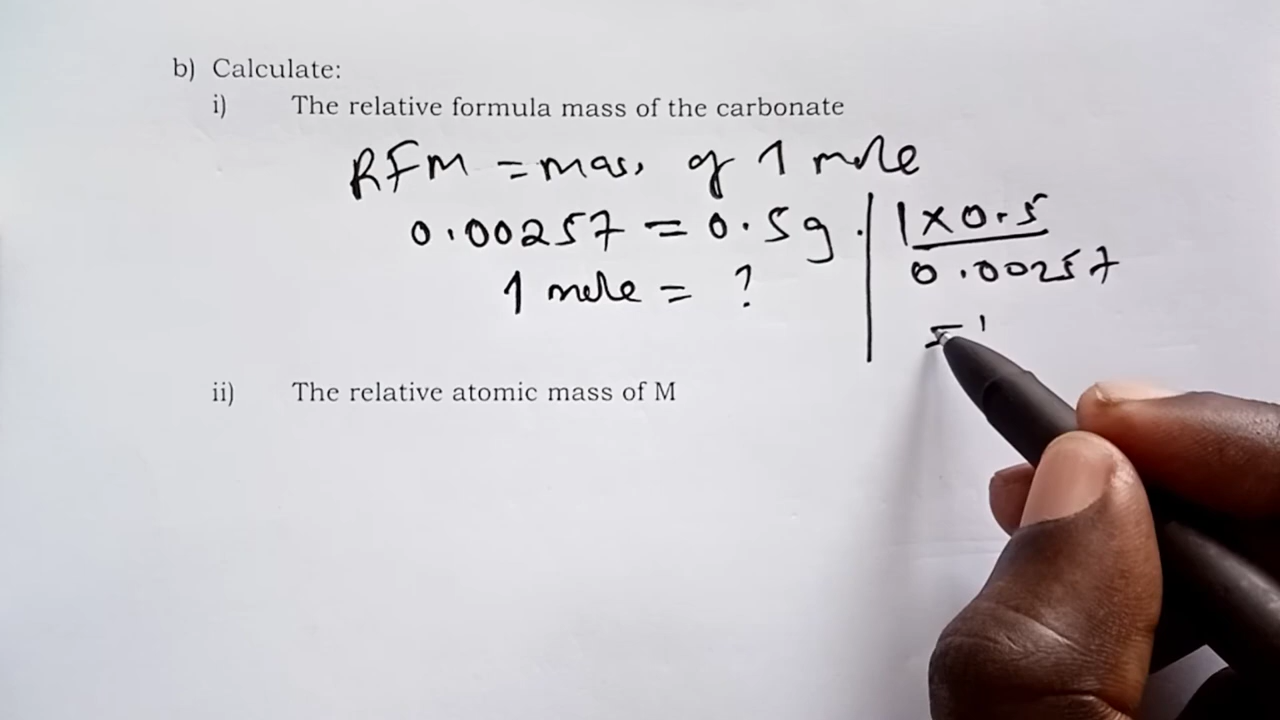 b) Calculate:
i) The relative formula mass of the carbonate
RFM = mas, of 1 mole
0.00257 = 0.5g.
1 mole = ?
1 x 0.5
0.00257
=
ii) The relative atomic mass of M